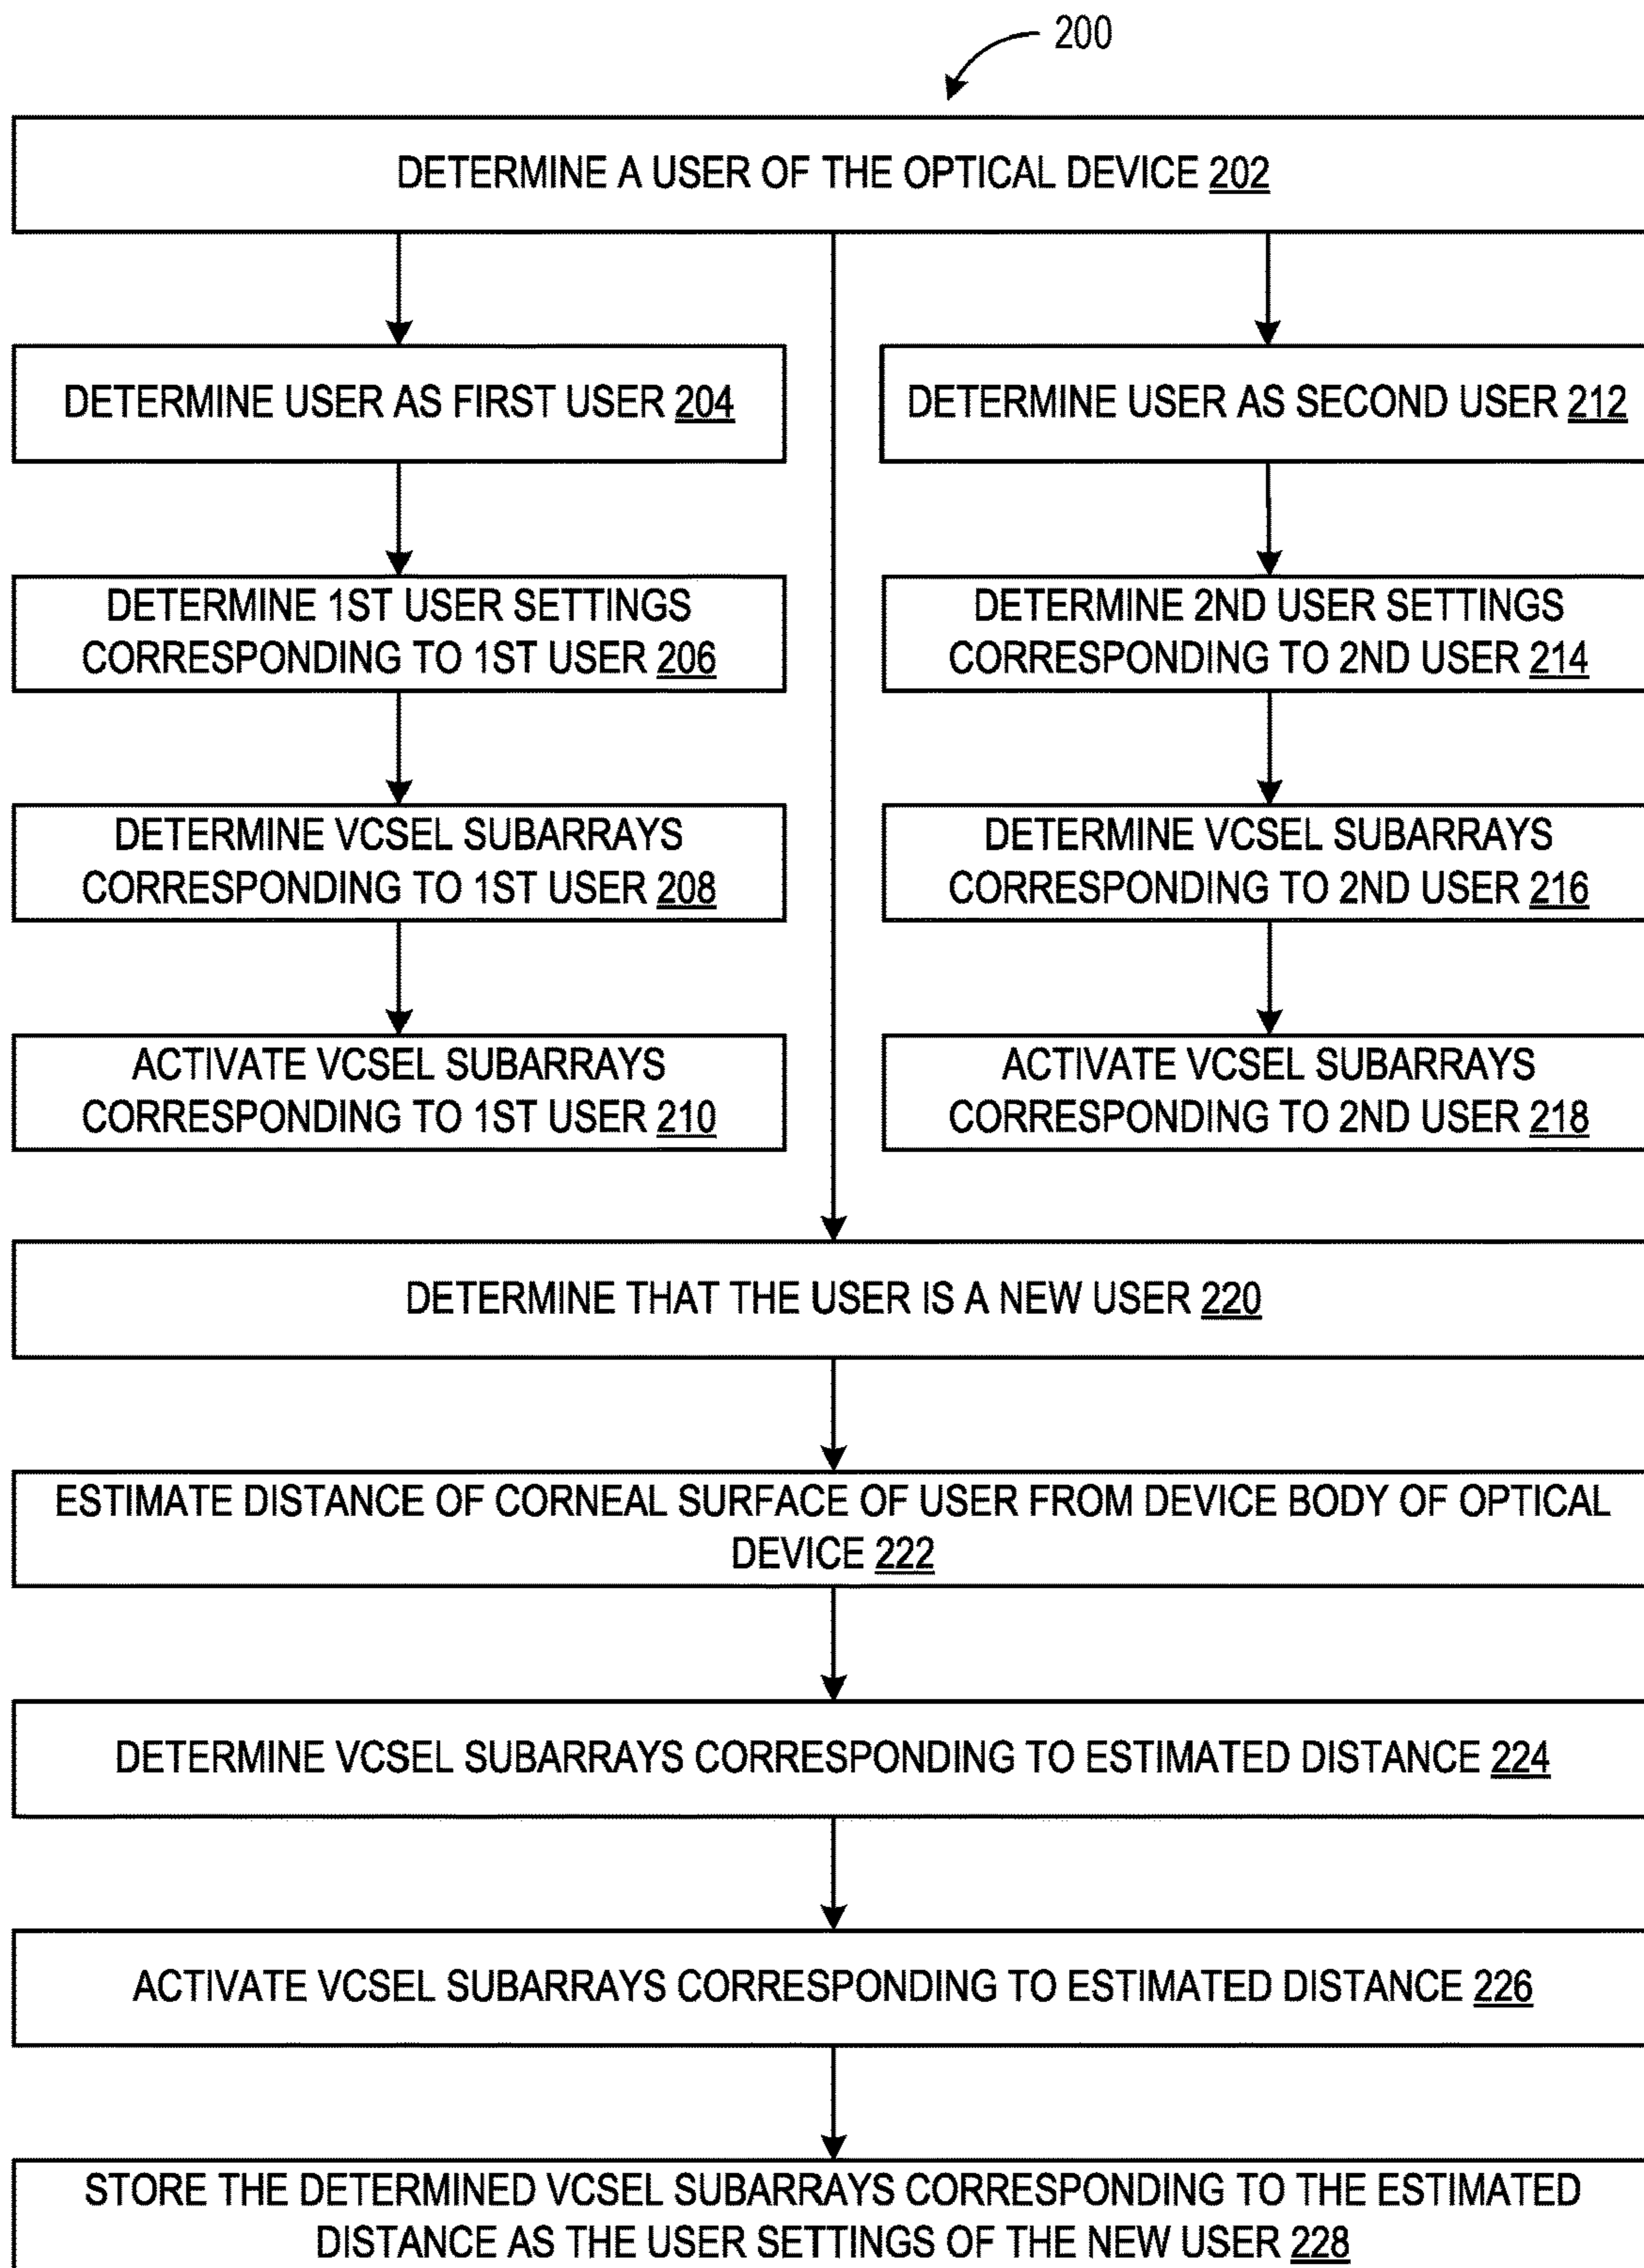 200
DETERMINE A USER OF THE OPTICAL DEVICE 202
DETERMINE USER AS FIRST USER 204
DETERMINE 1ST USER SETTINGS
CORRESPONDING TO 1ST USER 206
DETERMINE VCSEL SUBARRAYS
CORRESPONDING TO 1ST USER 208
ACTIVATE VCSEL SUBARRAYS
CORRESPONDING TO 1ST USER 210
DETERMINE USER AS SECOND USER 212
DETERMINE 2ND USER SETTINGS
CORRESPONDING TO 2ND USER 214
DETERMINE VCSEL SUBARRAYS
CORRESPONDING TO 2ND USER 216
ACTIVATE VCSEL SUBARRAYS
CORRESPONDING TO 2ND USER 218
DETERMINE THAT THE USER IS A NEW USER 220
ESTIMATE DISTANCE OF CORNEAL SURFACE OF USER FROM DEVICE BODY OF OPTICAL
DEVICE 222
DETERMINE VCSEL SUBARRAYS CORRESPONDING TO ESTIMATED DISTANCE 224
ACTIVATE VCSEL SUBARRAYS CORRESPONDING TO ESTIMATED DISTANCE 226
STORE THE DETERMINED VCSEL SUBARRAYS CORRESPONDING TO THE ESTIMATED
DISTANCE AS THE USER SETTINGS OF THE NEW USER 228